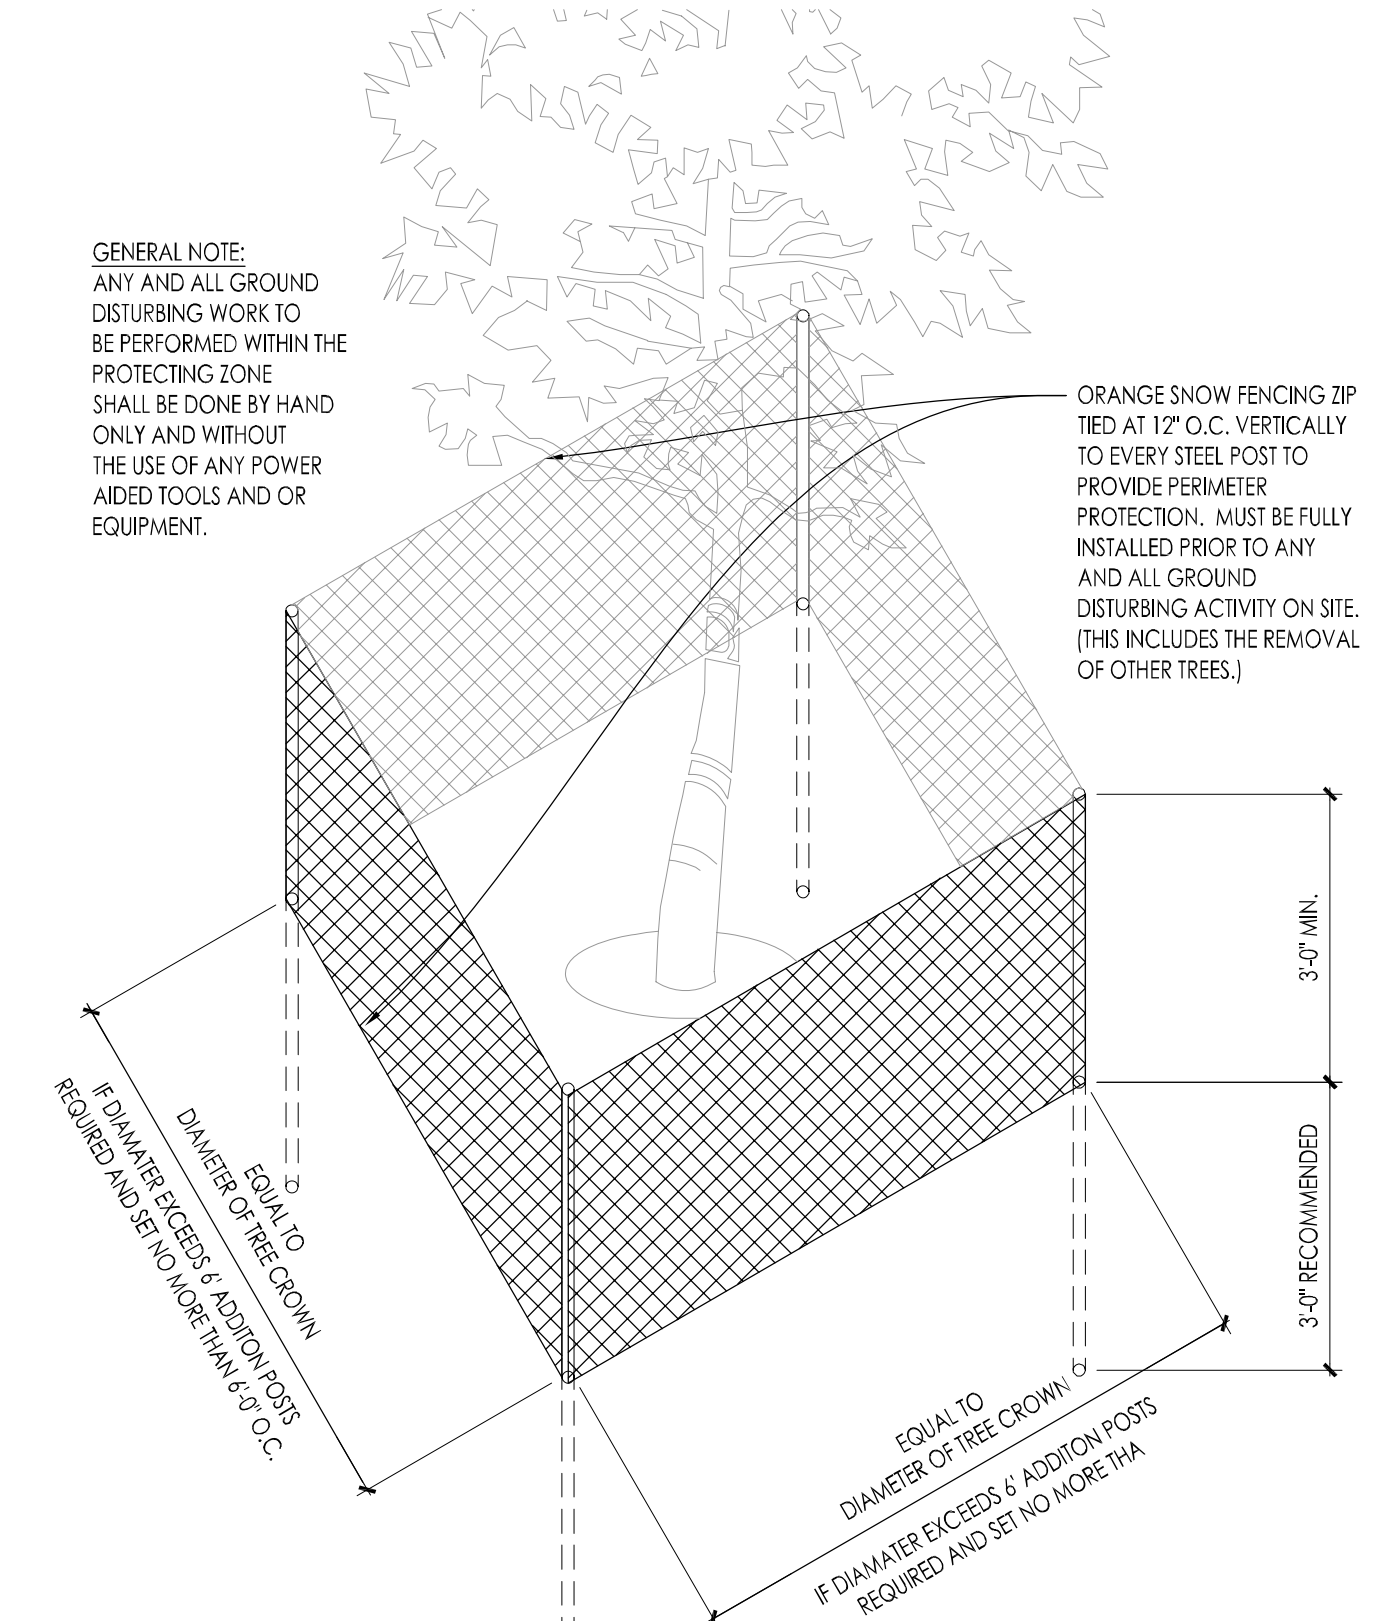 GENERAL NOTE:
ANY AND ALL GROUND
DISTURBING WORK TO
BE PERFORMED WITHIN THE
PROTECTING ZONE
SHALL BE DONE BY HAND
ONLY AND WITHOUT
THE USE OF ANY POWER
AIDED TOOLS AND OR
EQUIPMENT.
ORANGE SNOW FENCING ZIP
TIED AT 12" O.C. VERTICALLY
TO EVERY STEEL POST TO
PROVIDE PERIMETER
PROTECTION. MUST BE FULLY
INSTALLED PRIOR TO ANY
AND ALL GROUND
DISTURBING ACTIVITY ON SITE.
(THIS INCLUDES THE REMOVAL
OF OTHER TREES.)
3'-0" MIN.
3'-0" RECOMMENDED
EQUAL TO
DIAMETER OF TREE CROWN
IF DIAMATER EXCEEDS 6' ADDITON POSTS
REQUIRED AND SET NO MORE THAN 6'-0" O.C.
EQUAL TO
DIAMETER OF TREE CROWN
IF DIAMATER EXCEEDS 6' ADDITON POSTS
REQUIRED AND SET NO MORE THA